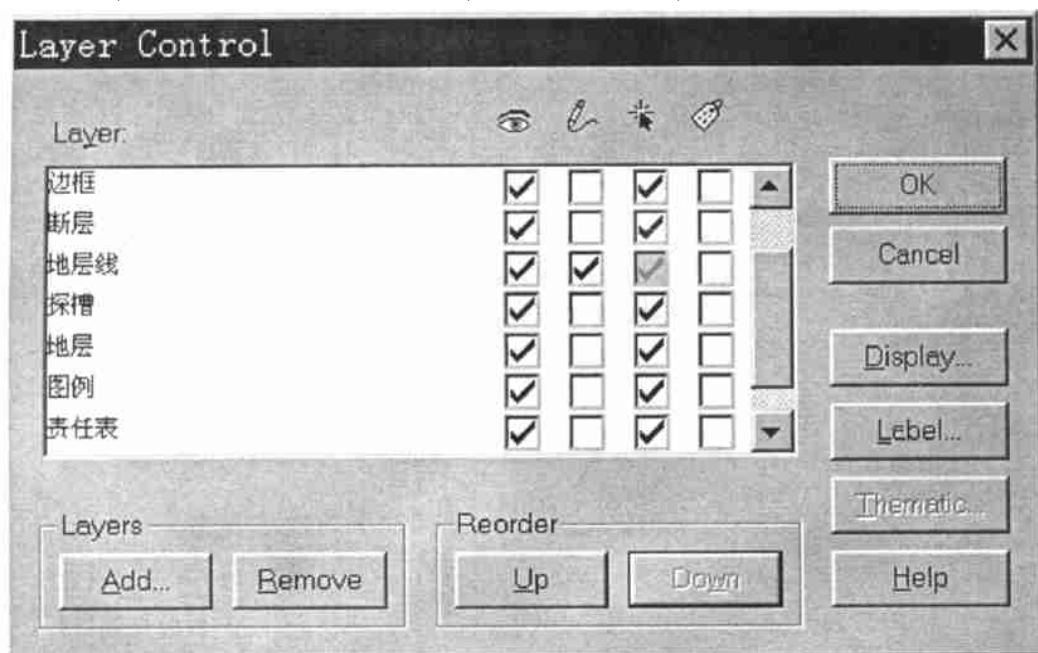 Layer Control
Layer:
边框
断层
地层线
探槽
地层
图例
责任表
OK
Cancel
Display...
Label...
Thematic...
Help
Layers
Add...
Remove
Reorder
Up
Down